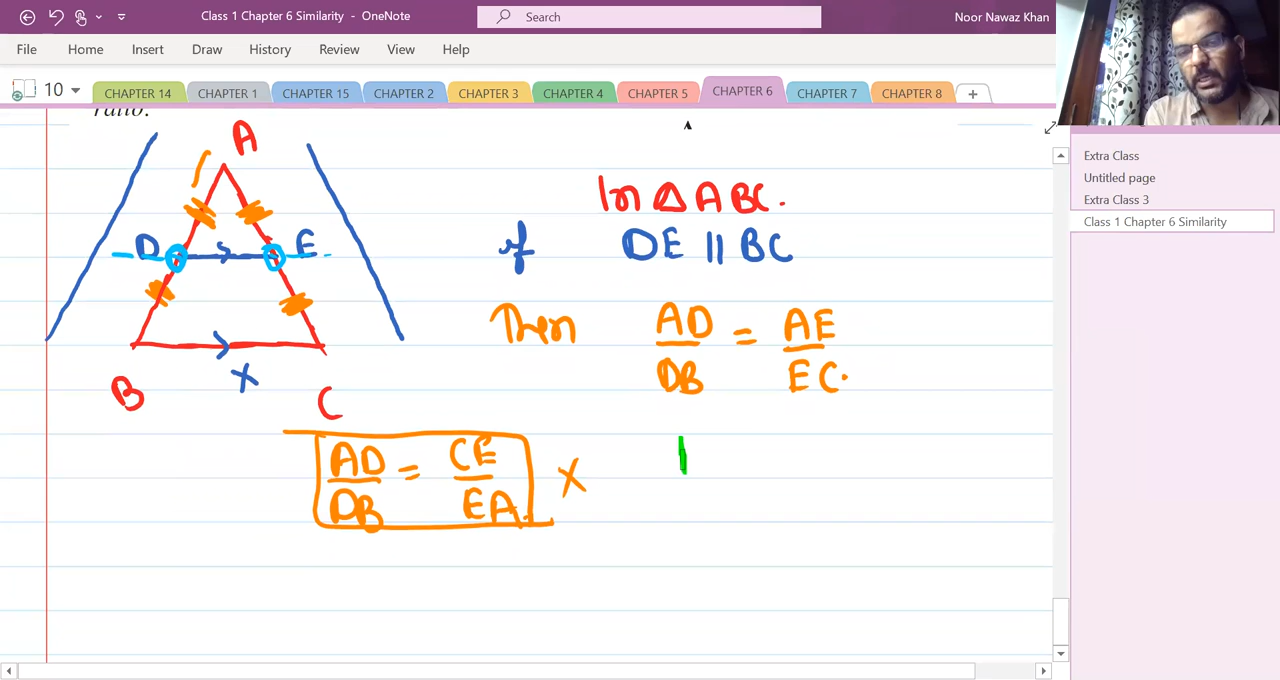 Class 1 Chapter 6 Similarity - OneNote
Search
Noor Nawaz Khan
File Home Insert Draw History Review View Help
10 CHAPTER 14 CHAPTER 1 CHAPTER 15 CHAPTER 2 CHAPTER 3 CHAPTER 4 CHAPTER 5 CHAPTER 6 CHAPTER 7 CHAPTER 8 +
Extra Class
Untitled page
Extra Class 3
Class 1 Chapter 6 Similarity
ratio.
A
A
D E
B C
X
In △ ABC.
if DE || BC
Then AD/DB = AE/EC.
AD/DB = CE/EA. X